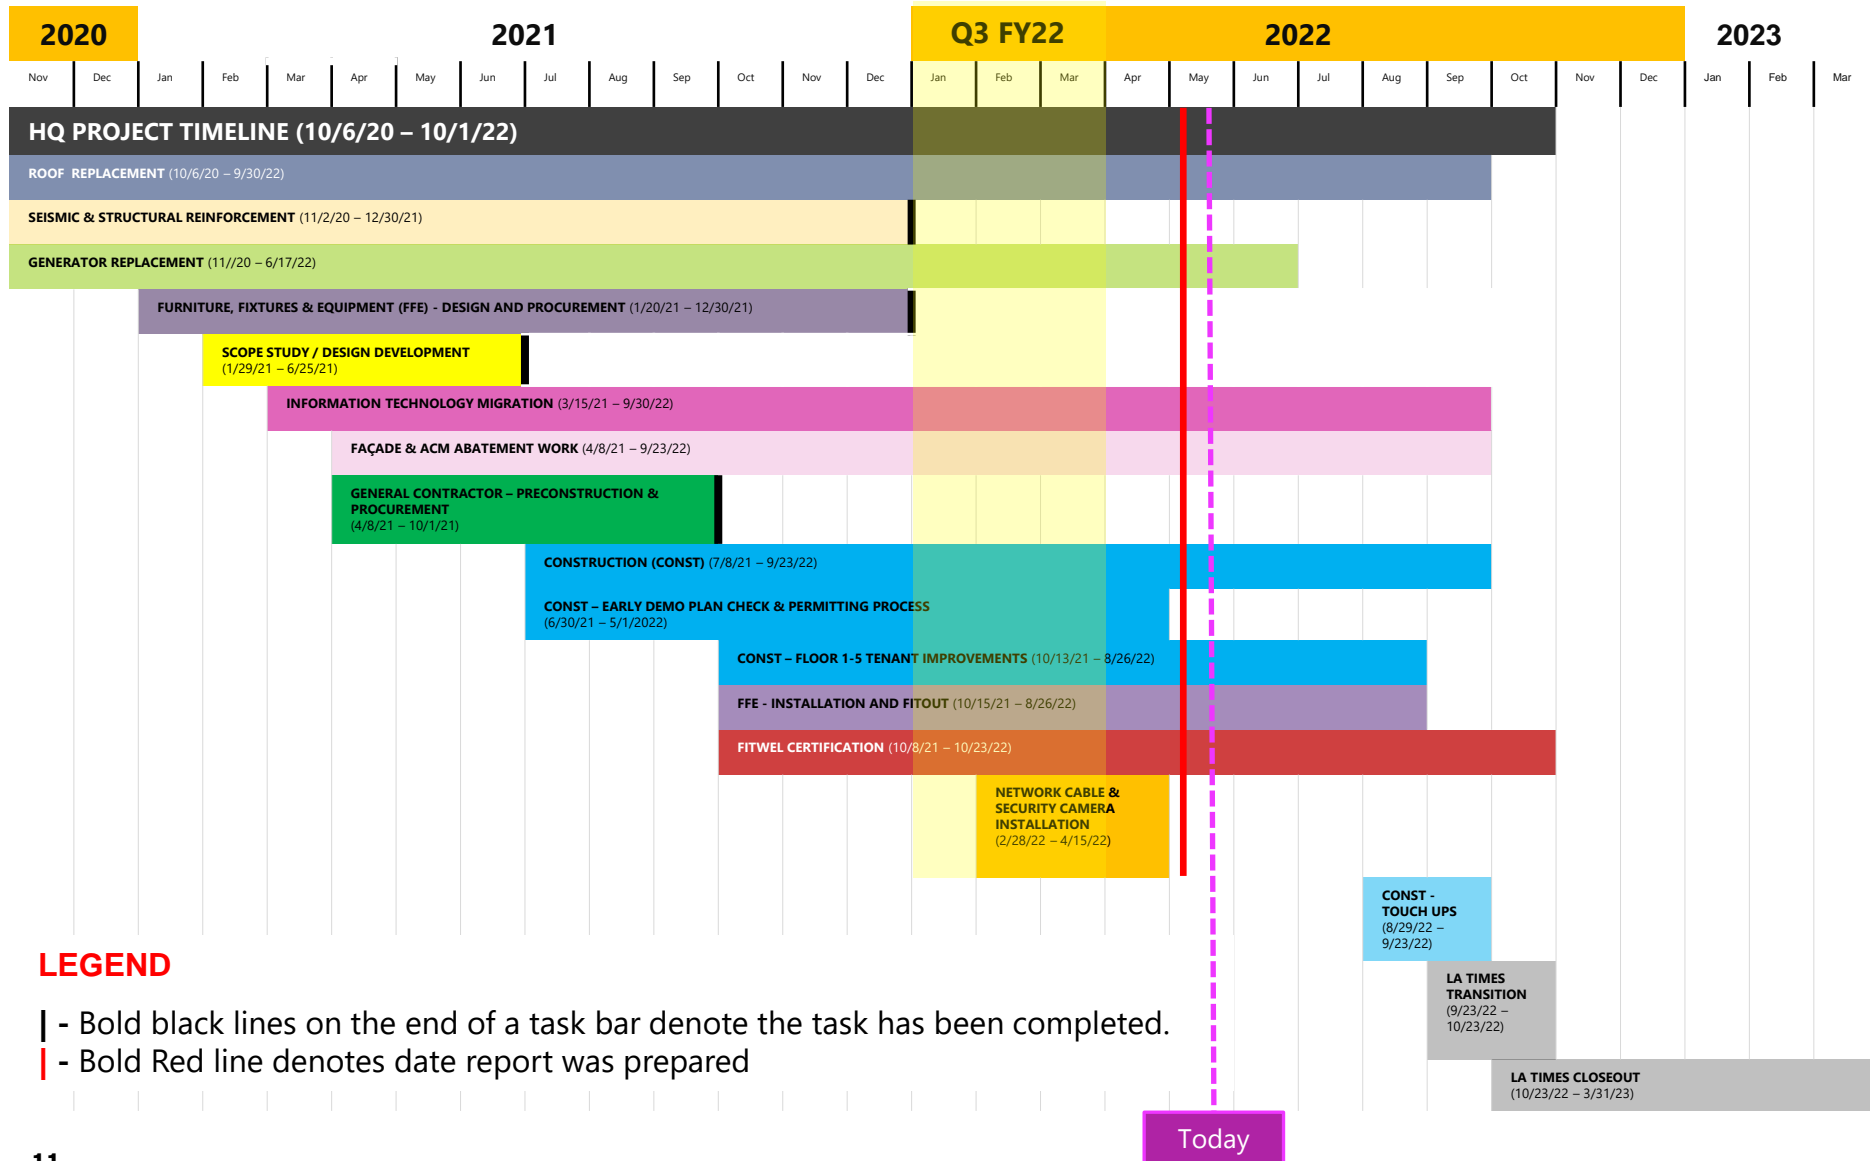 2020 2021 Q3 FY22 2022 2023
Nov Dec Jan Feb Mar Apr May Jun Jul Aug Sep Oct Nov Dec Jan Feb Mar Apr May Jun Jul Aug Sep Oct Nov Dec Jan Feb Mar
HQ PROJECT TIMELINE (10/6/20 – 10/1/22)
ROOF REPLACEMENT (10/6/20 – 9/30/22)
SEISMIC & STRUCTURAL REINFORCEMENT (11/2/20 – 12/30/21)
GENERATOR REPLACEMENT (11//20 – 6/17/22)
FURNITURE, FIXTURES & EQUIPMENT (FFE) - DESIGN AND PROCUREMENT (1/20/21 – 12/30/21)
SCOPE STUDY / DESIGN DEVELOPMENT
(1/29/21 – 6/25/21)
INFORMATION TECHNOLOGY MIGRATION (3/15/21 – 9/30/22)
FAÇADE & ACM ABATEMENT WORK (4/8/21 – 9/23/22)
GENERAL CONTRACTOR – PRECONSTRUCTION &
PROCUREMENT
(4/8/21 – 10/1/21)
CONSTRUCTION (CONST) (7/8/21 – 9/23/22)
CONST – EARLY DEMO PLAN CHECK & PERMITTING PROCESS
(6/30/21 – 5/1/2022)
CONST – FLOOR 1-5 TENANT IMPROVEMENTS (10/13/21 – 8/26/22)
FFE - INSTALLATION AND FITOUT (10/15/21 – 8/26/22)
FITWEL CERTIFICATION (10/8/21 – 10/23/22)
NETWORK CABLE &
SECURITY CAMERA
INSTALLATION
(2/28/22 – 4/15/22)
CONST -
TOUCH UPS
(8/29/22 –
9/23/22)
LA TIMES
TRANSITION
(9/23/22 –
10/23/22)
LA TIMES CLOSEOUT
(10/23/22 – 3/31/23)
LEGEND
| - Bold black lines on the end of a task bar denote the task has been completed.
| - Bold Red line denotes date report was prepared
Today
11